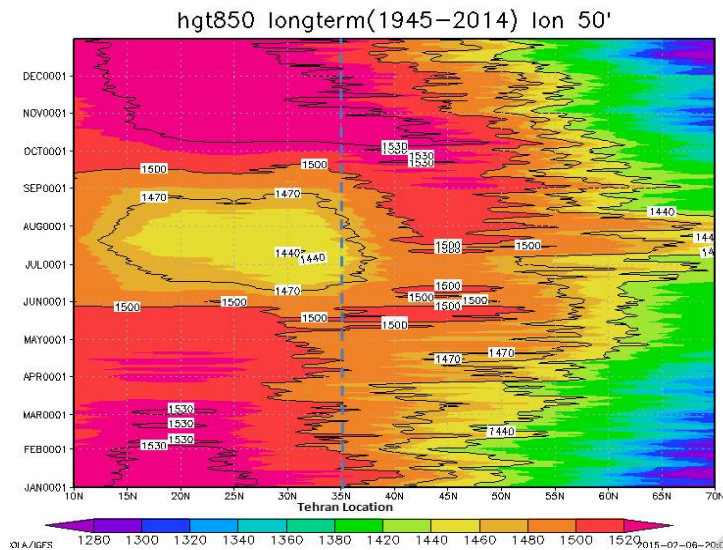 hgt850 longterm(1945-2014) lon 50'
DEC0001
NOV0001
OCT0001
SEP0001
AUG0001
JUL0001
JUN0001
MAY0001
APR0001
MAR0001
FEB0001
JAN0001
1530
1530
1530
1500 1500
1470 1470
1440
1440
1440
1440
1500 1500
1470
1500
1500 1500 1500
1500 1500
1500
1470 1470
1530
1530
1530
1530
1440
10N 15N 20N 25N 30N 35N 40N 45N 50N 55N 60N 65N 70N
Tehran Location
1280 1300 1320 1340 1360 1380 1400 1420 1440 1460 1480 1500 1520